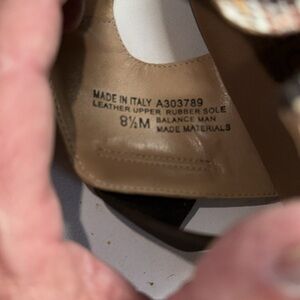 MADE IN ITALY A303789
LEATHER UPPER RUBBER SOLE
8½M BALANCE MAN
MADE MATERIALS